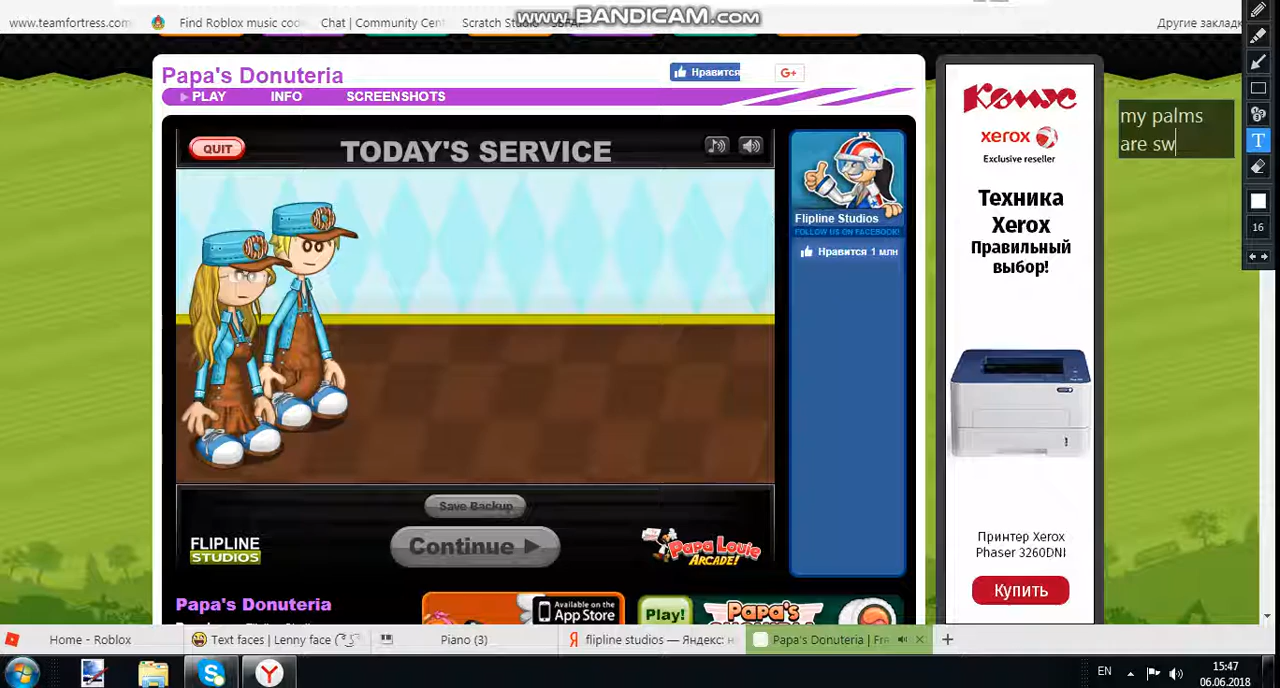 www.BANDICAM.com
www.teamfortress.com
Find Roblox music co
Chat | Community Cen
Scratch Studio
Другие заклад
Papa's Donuteria
Нравится
G+
PLAY INFO SCREENSHOTS
QUIT
TODAY'S SERVICE
Flipline Studios
FOLLOW US ON FACEBOOK!
Нравится 1 млн
Save Backup
Continue
FLIPLINE
STUDIOS
Papa Louie
ARCADE!
Papa's Donuteria
Available on the
App Store
Play!
Papa's
Комус
xerox
Exclusive reseller
Техника
Xerox
Правильный
выбор!
Принтер Xerox
Phaser 3260DNI
Купить
my palms
are sw
T
16
Home - Roblox
Text faces | Lenny face
Piano (3)
flipline studios — Яндекс: н
Papa's Donuteria | Fre
EN
15:47
06.06.2018